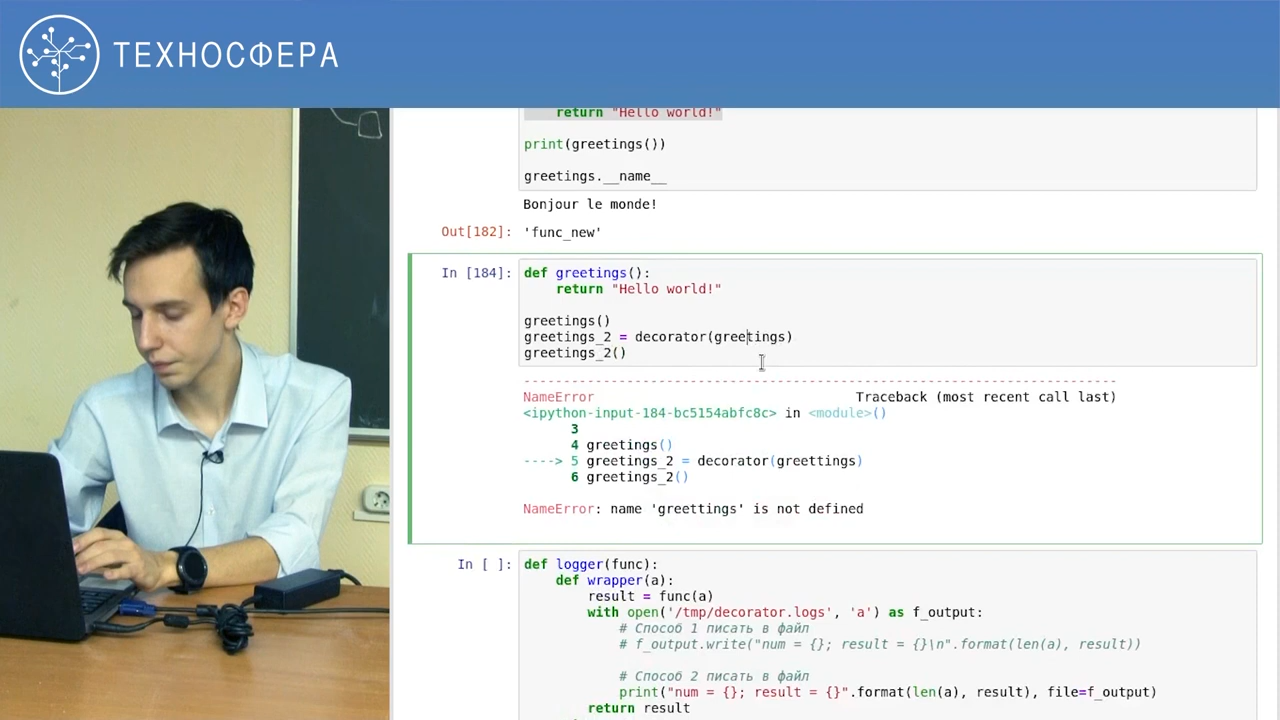 ТЕХНОСФЕРА
return "Hello world!"
print(greetings())
greetings.__name__
Bonjour le monde!
Out[182]: 'func_new'
In [184]: def greetings():
return "Hello world!"
greetings()
greetings_2 = decorator(greetings)
greetings_2()
---------------------------------------------------------------------------
NameError Traceback (most recent call last)
<ipython-input-184-bc5154abfc8c> in <module>()
3
4 greetings()
----> 5 greetings_2 = decorator(greettings)
6 greetings_2()
NameError: name 'greettings' is not defined
In [ ]: def logger(func):
def wrapper(a):
result = func(a)
with open('/tmp/decorator.logs', 'a') as f_output:
# Способ 1 писать в файл
# f_output.write("num = {}; result = {}\n".format(len(a), result))
# Способ 2 писать в файл
print("num = {}; result = {}".format(len(a), result), file=f_output)
return result